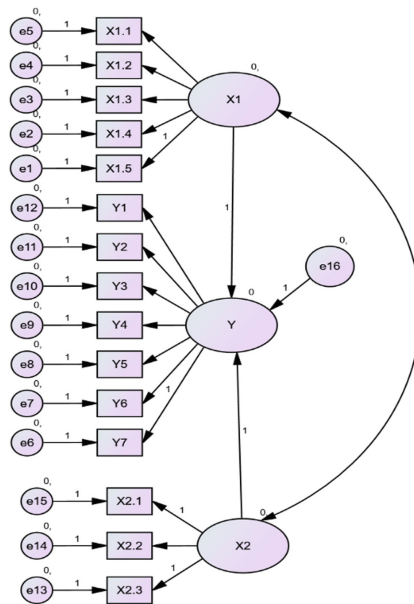 0,
e5 1 X1.1
0,
e4 1 X1.2
0,
e3 1 X1.3
0,
X1
0,
e2 1 X1.4
0,
1
e1 1 X1.5
0,
e12 1 Y1
1
0,
e11 1 Y2
0,
e10 1 Y3
0,
e16
1
0
Y
0,
e9 1 Y4
0,
e8 1 Y5
0,
e7 1 Y6
1
0,
e6 1 Y7
1
0,
e15 1 X2.1
1
0,
X2
0,
e14 1 X2.2
0,
e13 1 X2.3
1